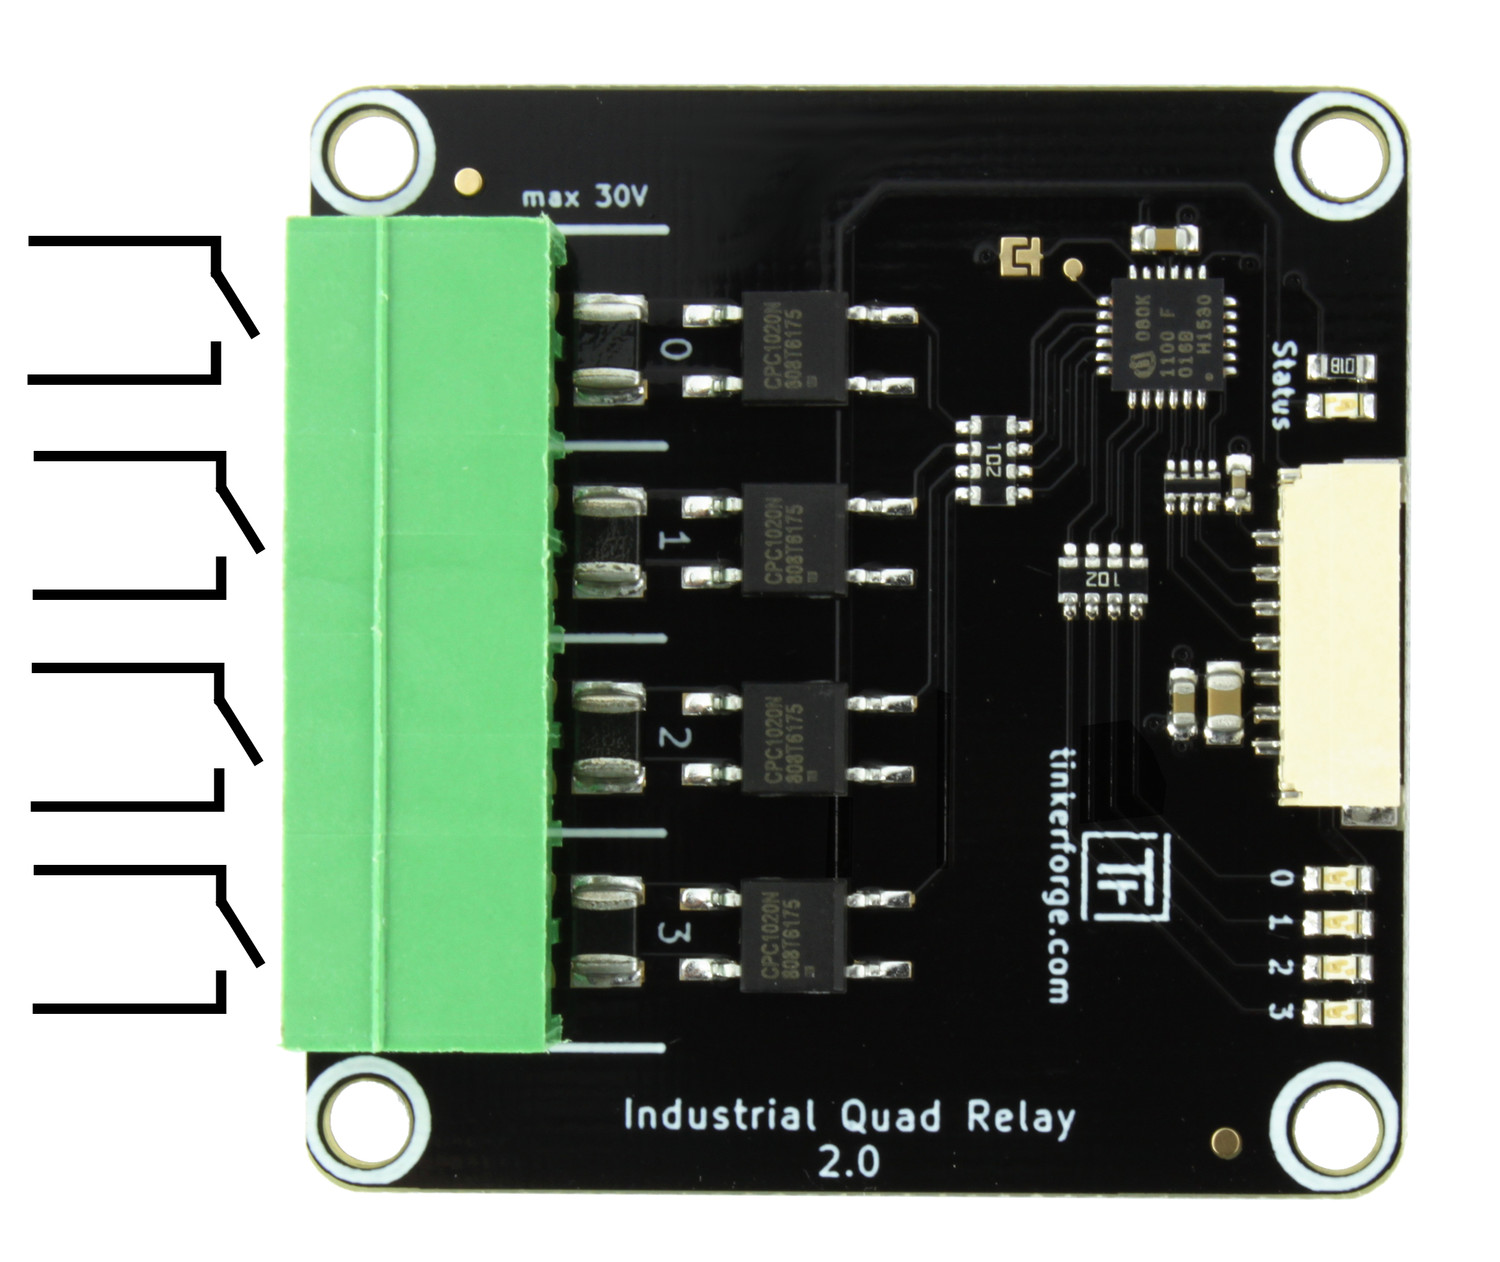 max 30V
0
CPC1020N
808T6175
1
CPC1020N
808T6175
2
CPC1020N
808T6175
3
CPC1020N
808T6175
102
102
1100 F
016B
H1530
Status
tinkerforge.com
TF
0
1
2
3
Industrial Quad Relay
2.0